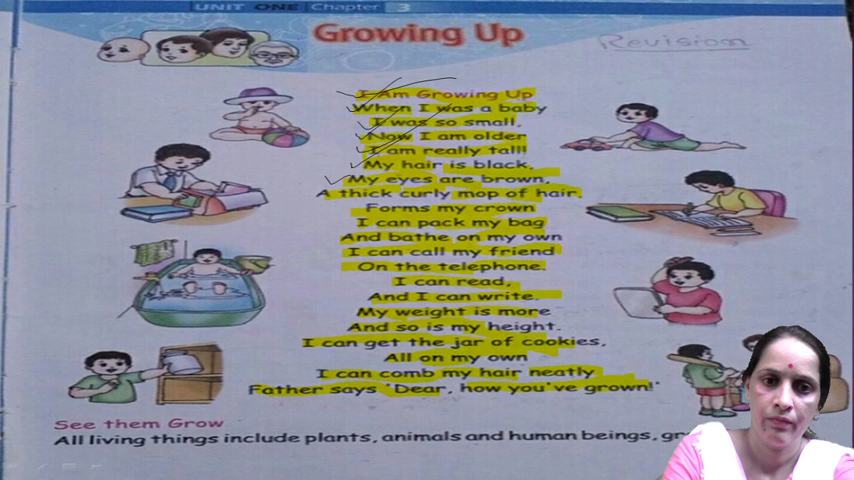 UNIT ONE Chapter 3
Growing Up
Revision
I Am Growing Up
When I was a baby
I was so small,
Now I am older
I am really tall!
My hair is black,
My eyes are brown,
A thick curly mop of hair,
Forms my crown
I can pack my bag
And bathe on my own
I can call my friend
On the telephone.
I can read,
And I can write.
My weight is more
And so is my height.
I can get the jar of cookies,
All on my own
I can comb my hair neatly
Father says 'Dear, how you've grown!'
See them Grow
All living things include plants, animals and human beings,